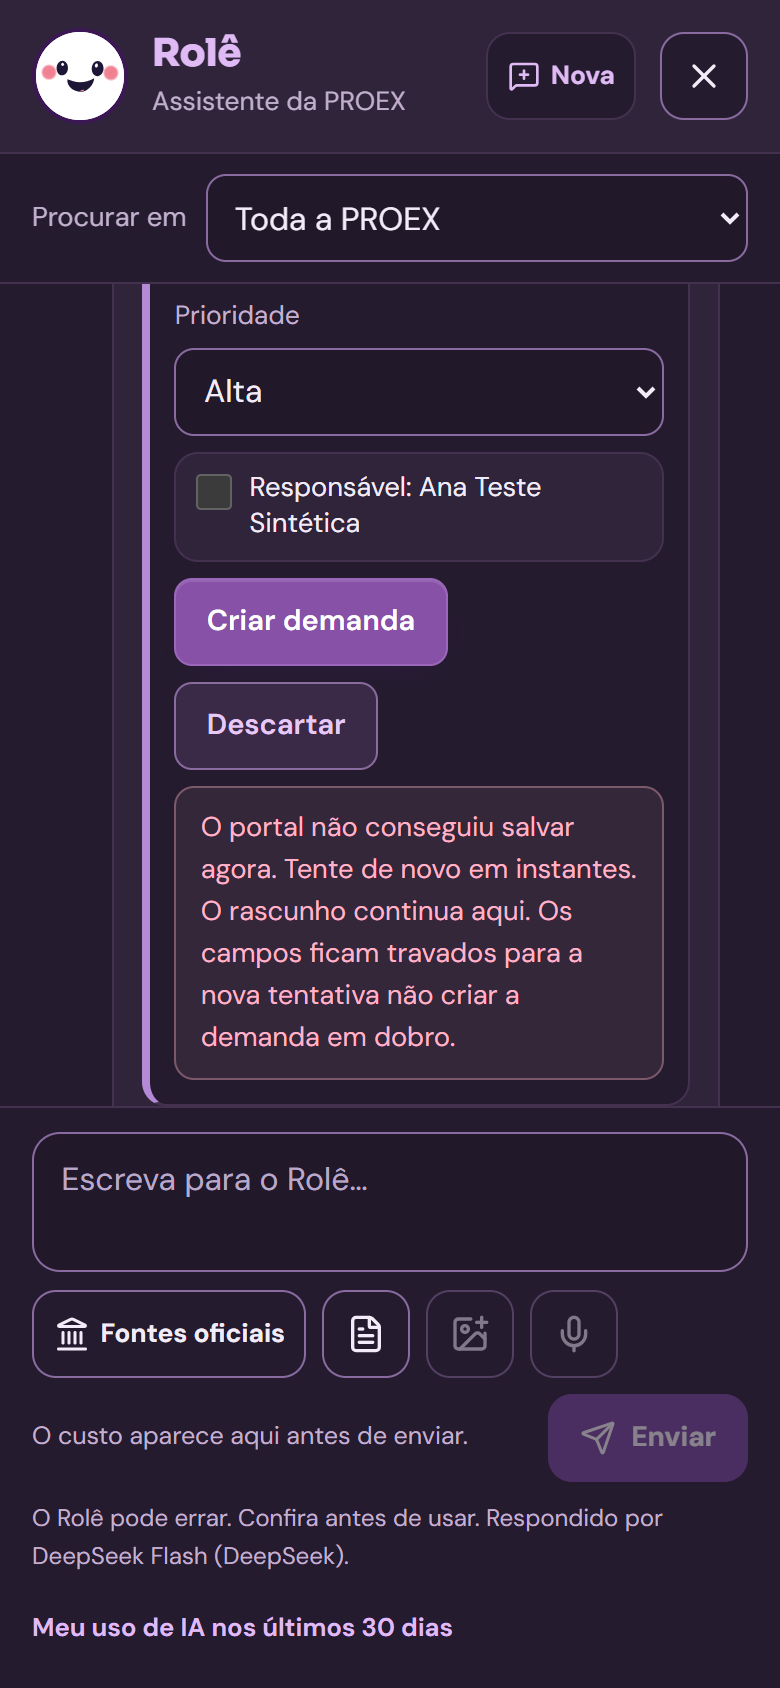 Rolê
Assistente da PROEX
Nova
Procurar em
Toda a PROEX
Prioridade
Alta
Responsável: Ana Teste
Sintética
Criar demanda
Descartar
O portal não conseguiu salvar
agora. Tente de novo em instantes.
O rascunho continua aqui. Os
campos ficam travados para a
nova tentativa não criar a
demanda em dobro.
Escreva para o Rolê…
Fontes oficiais
O custo aparece aqui antes de enviar.
Enviar
O Rolê pode errar. Confira antes de usar. Respondido por
DeepSeek Flash (DeepSeek).
Meu uso de IA nos últimos 30 dias